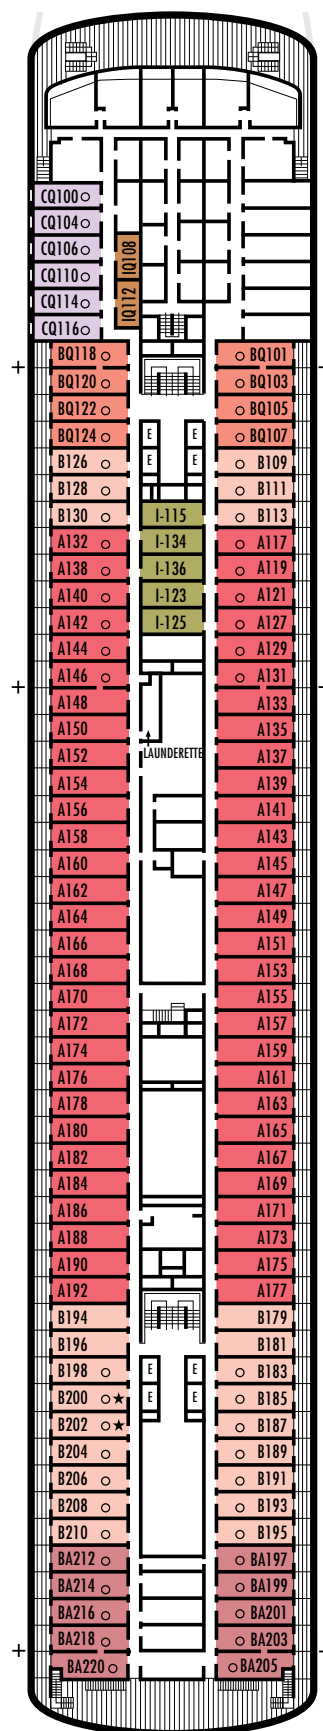 CQ100
CQ104
CQ106 IQ108
CQ110
CQ114 IQ112
CQ116
BQ118 BQ101
BQ120 BQ103
BQ122 BQ105
BQ124 E E BQ107
B126 E E B109
B128 B111
B130 I-115 B113
A132 I-134 A117
A138 I-136 A119
A140 I-123 A121
A142 I-125 A127
A144 A129
A146 A131
A148 A133
A150 A135
A152 LAUNDERETTE A137
A154 A139
A156 A141
A158 A143
A160 A145
A162 A147
A164 A149
A166 A151
A168 A153
A170 A155
A172 A157
A174 A159
A176 A161
A178 A163
A180 A165
A182 A167
A184 A169
A186 A171
A188 A173
A190 A175
A192 A177
B194 B179
B196 B181
B198 E E B183
B200 E E B185
B202 B187
B204 B189
B206 B191
B208 B193
B210 B195
BA212 BA197
BA214 BA199
BA216 BA201
BA218 BA203
BA220 BA205